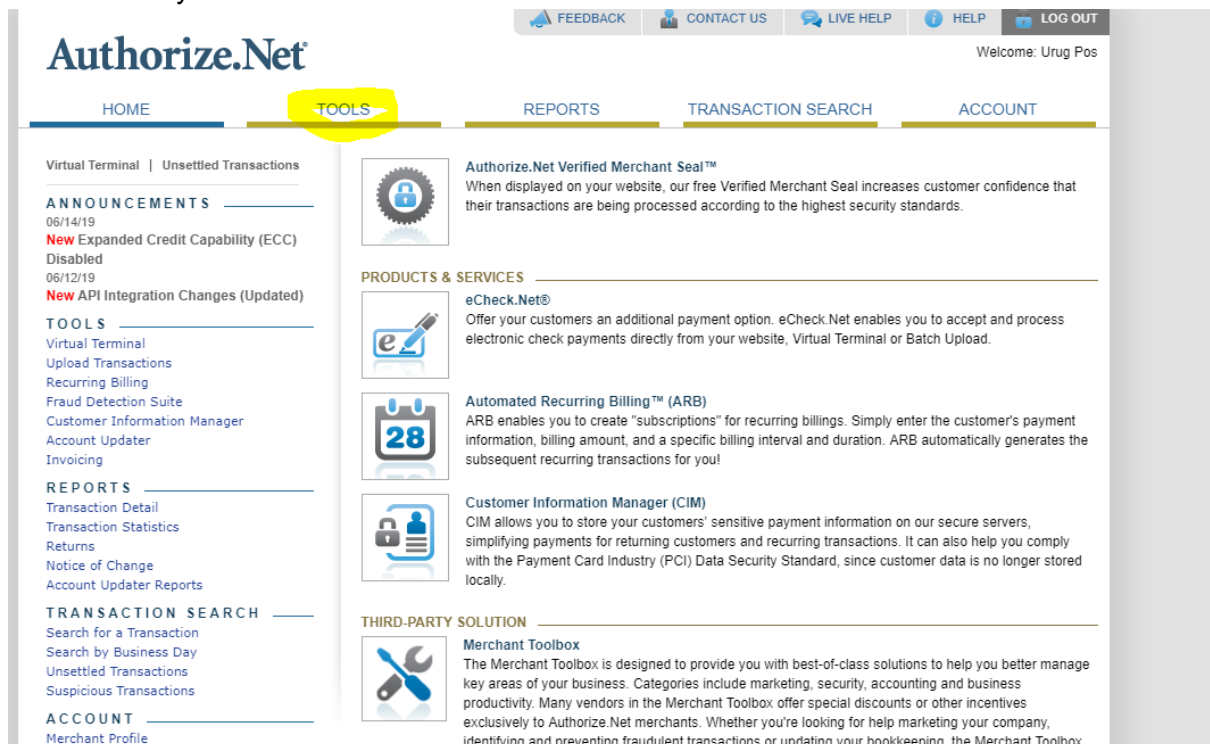 FEEDBACK CONTACT US LIVE HELP HELP LOG OUT
Authorize.Net
Welcome: Urug Pos
HOME TOOLS REPORTS TRANSACTION SEARCH ACCOUNT
Virtual Terminal | Unsettled Transactions
ANNOUNCEMENTS
06/14/19
New Expanded Credit Capability (ECC)
Disabled
06/12/19
New API Integration Changes (Updated)
TOOLS
Virtual Terminal
Upload Transactions
Recurring Billing
Fraud Detection Suite
Customer Information Manager
Account Updater
Invoicing
REPORTS
Transaction Detail
Transaction Statistics
Returns
Notice of Change
Account Updater Reports
TRANSACTION SEARCH
Search for a Transaction
Search by Business Day
Unsettled Transactions
Suspicious Transactions
ACCOUNT
Merchant Profile
Authorize.Net Verified Merchant Seal™
When displayed on your website, our free Verified Merchant Seal increases customer confidence that
their transactions are being processed according to the highest security standards.
PRODUCTS & SERVICES
eCheck.Net®
Offer your customers an additional payment option. eCheck.Net enables you to accept and process
electronic check payments directly from your website, Virtual Terminal or Batch Upload.
e
Automated Recurring Billing™ (ARB)
ARB enables you to create "subscriptions" for recurring billings. Simply enter the customer's payment
information, billing amount, and a specific billing interval and duration. ARB automatically generates the
subsequent recurring transactions for you!
28
Customer Information Manager (CIM)
CIM allows you to store your customers' sensitive payment information on our secure servers,
simplifying payments for returning customers and recurring transactions. It can also help you comply
with the Payment Card Industry (PCI) Data Security Standard, since customer data is no longer stored
locally.
THIRD-PARTY SOLUTION
Merchant Toolbox
The Merchant Toolbox is designed to provide you with best-of-class solutions to help you better manage
key areas of your business. Categories include marketing, security, accounting and business
productivity. Many vendors in the Merchant Toolbox offer special discounts or other incentives
exclusively to Authorize.Net merchants. Whether you're looking for help marketing your company,
identifying and preventing fraudulent transactions or updating your bookkeeping, the Merchant Toolbox